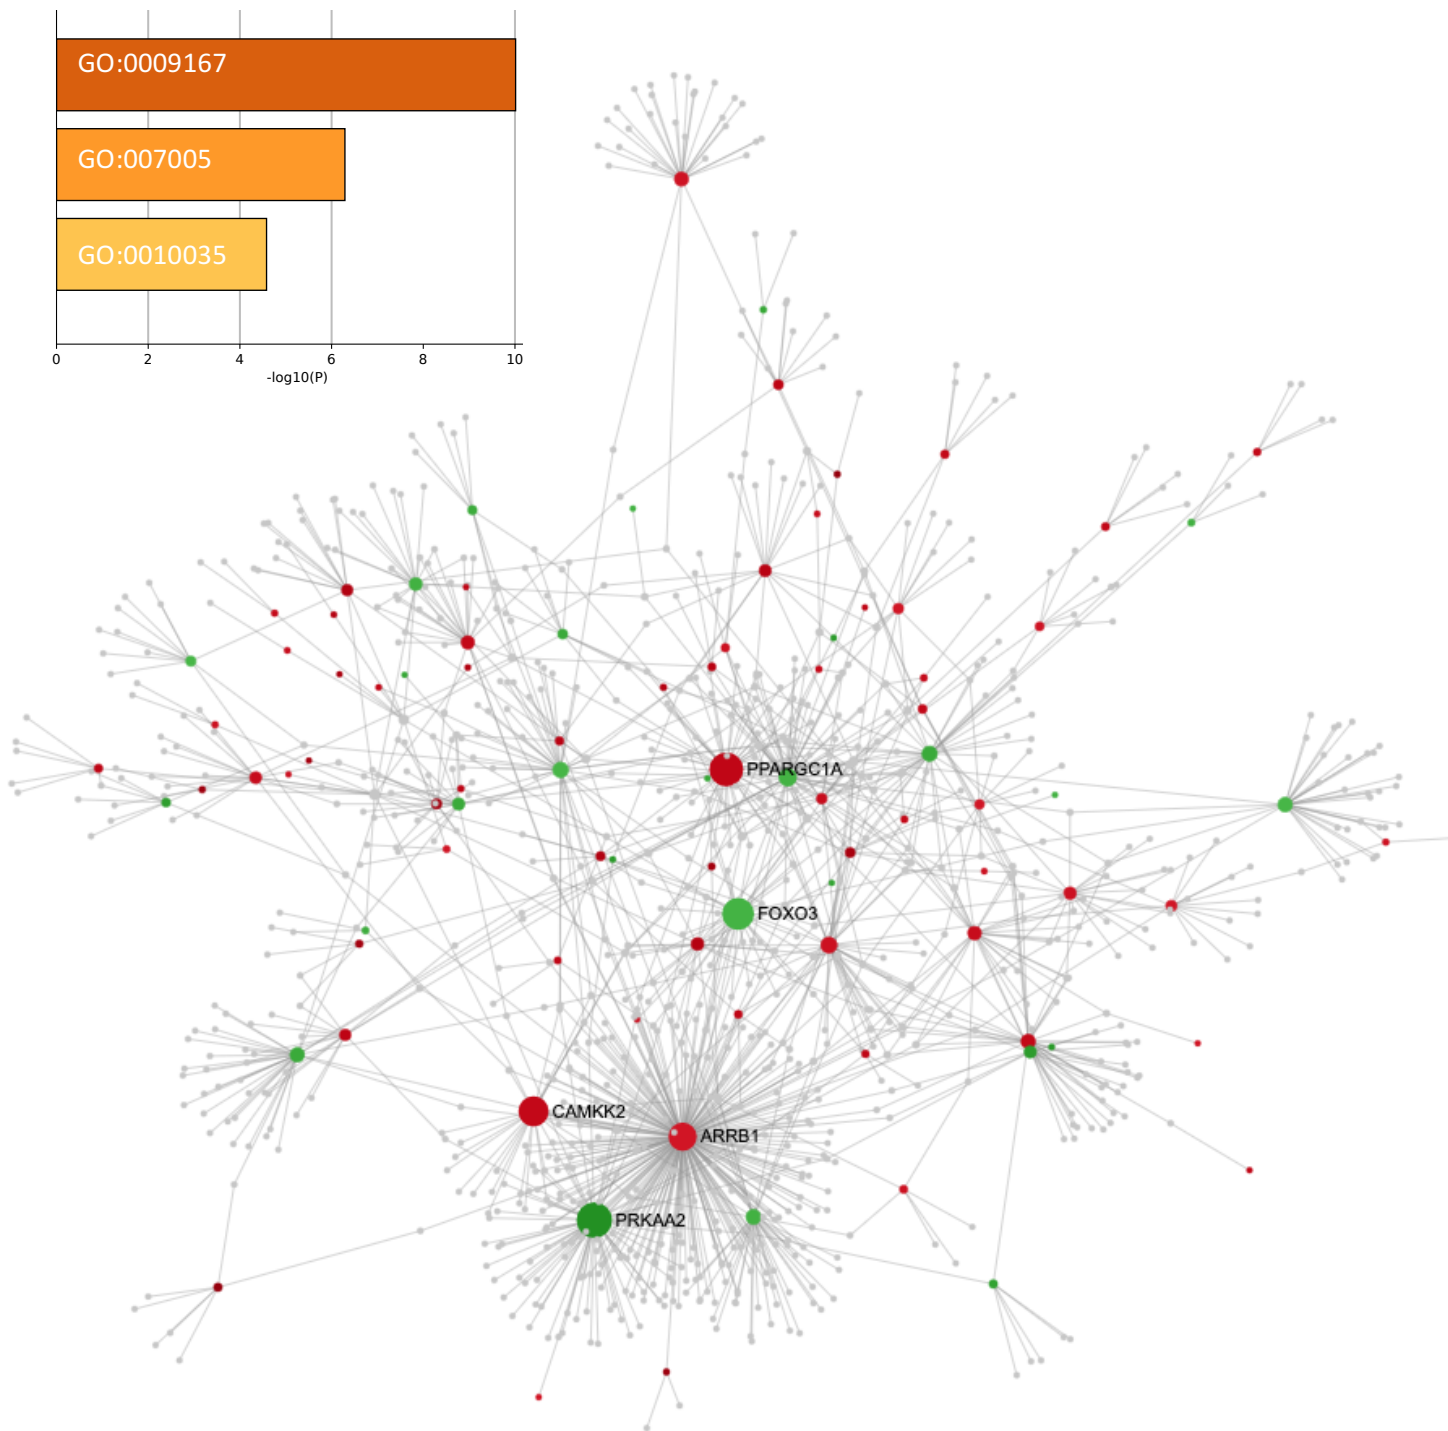 GO:0009167
GO:007005
GO:0010035
0 2 4 6 8 10
-log10(P)
PPARGC1A
FOXO3
CAMKK2
ARRB1
PRKAA2